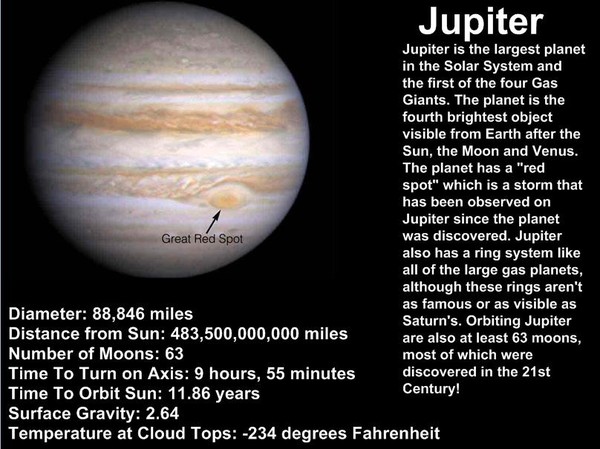 Jupiter
Jupiter is the largest planet
in the Solar System and
the first of the four Gas
Giants. The planet is the
fourth brightest object
visible from Earth after the
Sun, the Moon and Venus.
The planet has a "red
spot" which is a storm that
has been observed on
Jupiter since the planet
was discovered. Jupiter
also has a ring system like
all of the large gas planets,
although these rings aren't
as famous or as visible as
Saturn's. Orbiting Jupiter
are also at least 63 moons,
most of which were
discovered in the 21st
Century!
Great Red Spot
Diameter: 88,846 miles
Distance from Sun: 483,500,000,000 miles
Number of Moons: 63
Time To Turn on Axis: 9 hours, 55 minutes
Time To Orbit Sun: 11.86 years
Surface Gravity: 2.64
Temperature at Cloud Tops: -234 degrees Fahrenheit